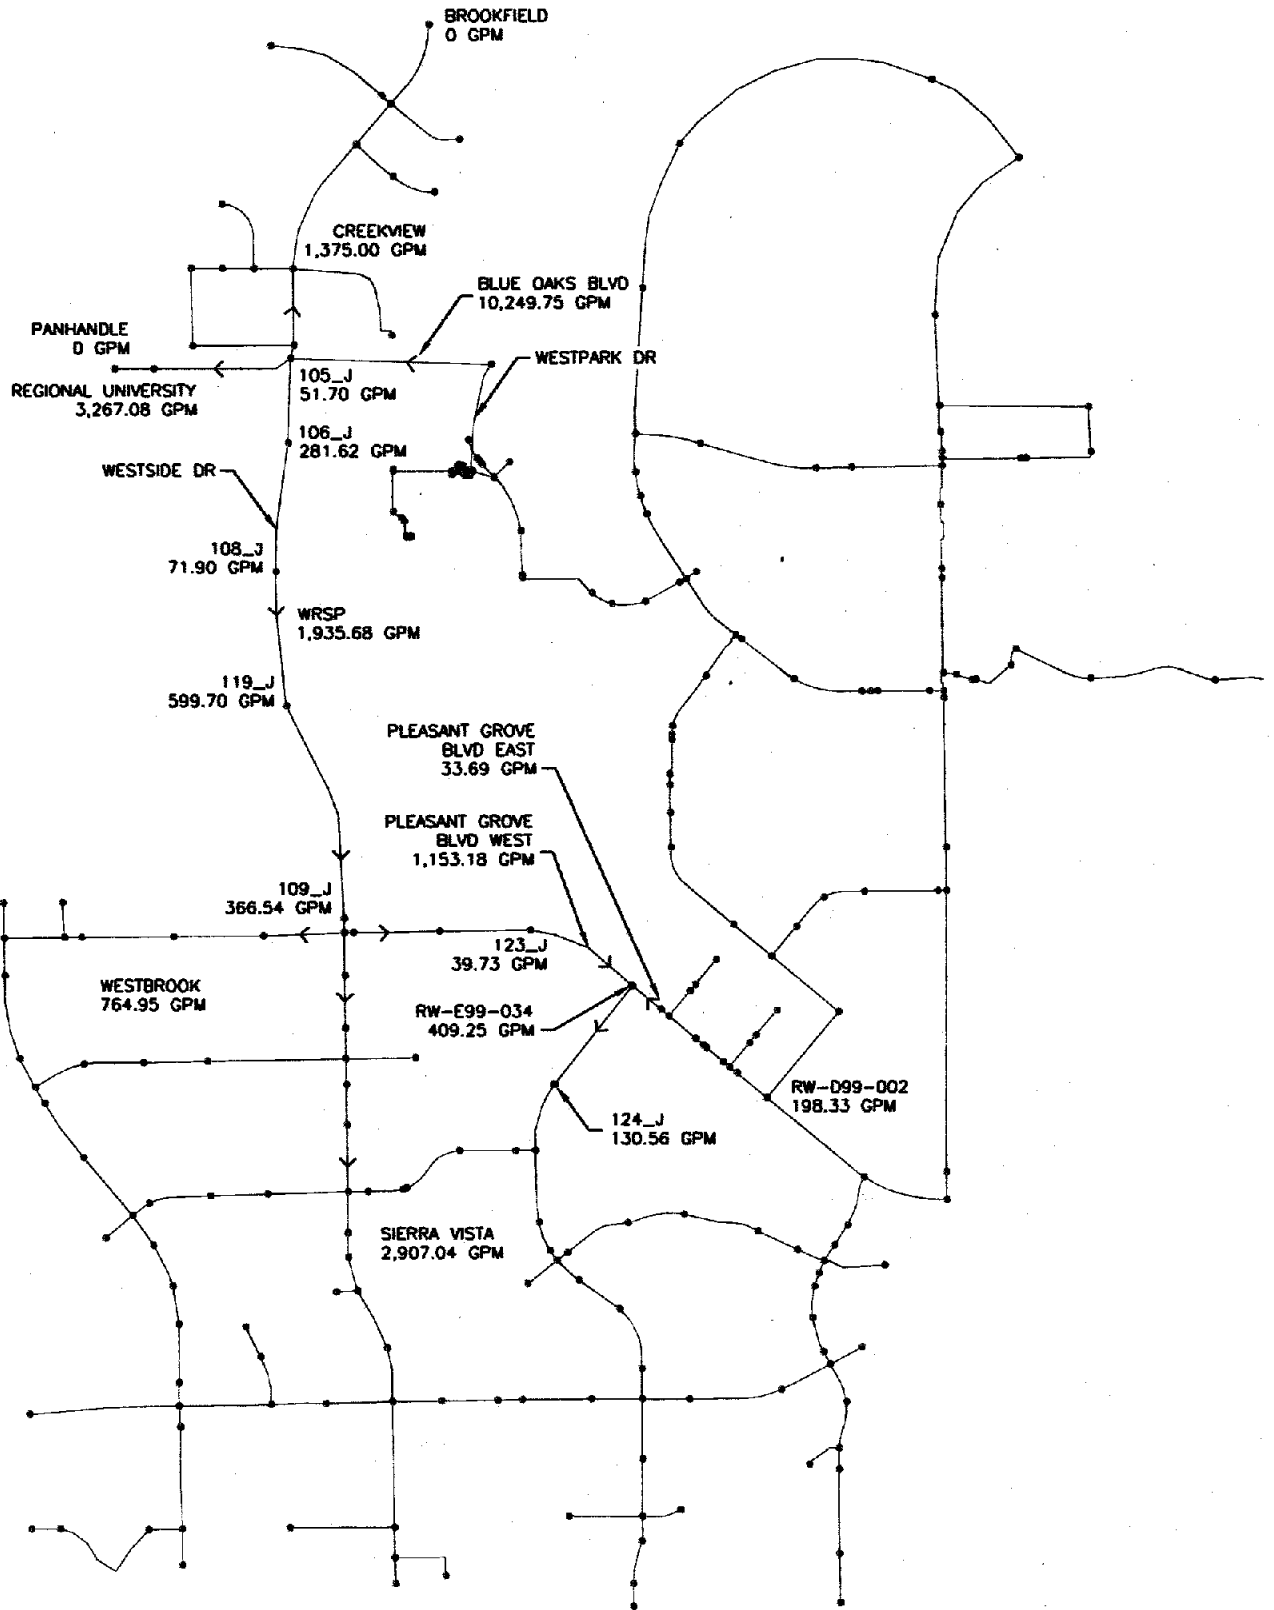 BROOKFIELD
0 GPM
CREEKVIEW
1,375.00 GPM
BLUE OAKS BLVD
10,249.75 GPM
PANHANDLE
0 GPM
WESTPARK DR
REGIONAL UNIVERSITY
3,267.08 GPM
105_J
51.70 GPM
106_J
281.62 GPM
WESTSIDE DR
108_J
71.90 GPM
WRSP
1,935.68 GPM
119_J
599.70 GPM
PLEASANT GROVE
BLVD EAST
33.69 GPM
PLEASANT GROVE
BLVD WEST
1,153.18 GPM
109_J
366.54 GPM
123_J
39.73 GPM
WESTBROOK
764.95 GPM
RW-E99-034
409.25 GPM
RW-D99-002
198.33 GPM
124_J
130.56 GPM
SIERRA VISTA
2,907.04 GPM